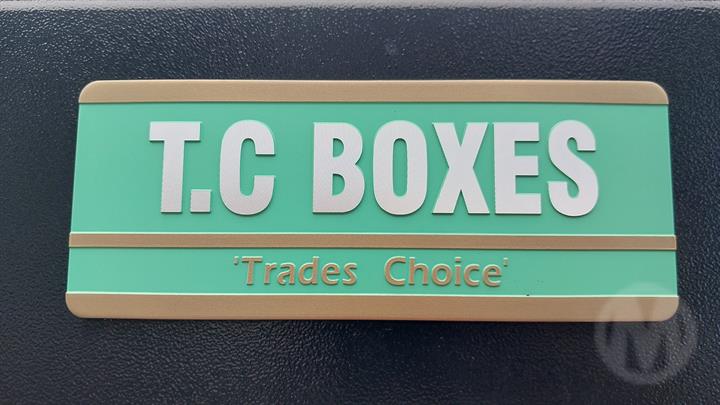 T.C BOXES
'Trades Choice'
M